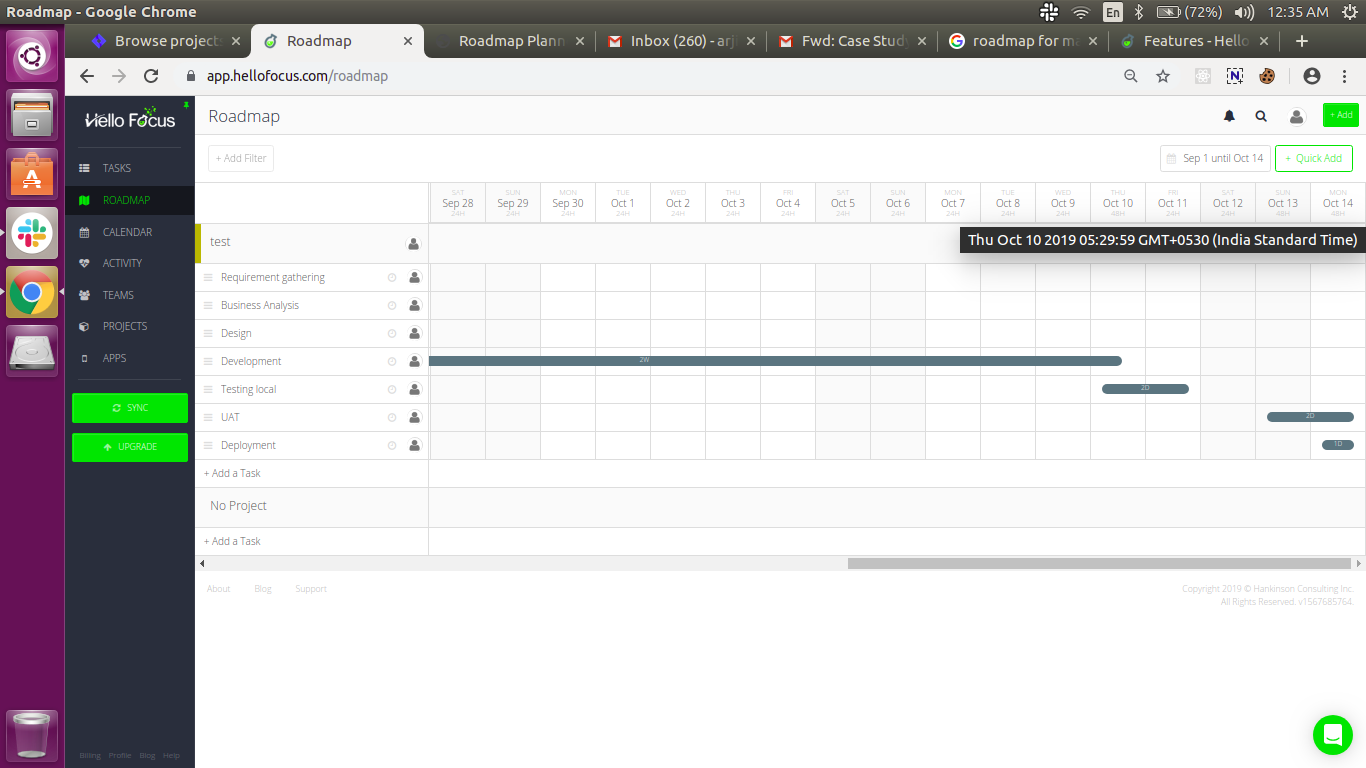 Roadmap - Google Chrome
En (72%) 12:35 AM
Browse project Roadmap Roadmap Plann Inbox (260) - arj Fwd: Case Study roadmap for m Features - Hello
app.hellofocus.com/roadmap
Hello Focus
TASKS
ROADMAP
CALENDAR
ACTIVITY
TEAMS
PROJECTS
APPS
SYNC
UPGRADE
Billing Profile Blog Help
Roadmap
+ Add
+ Add Filter
Sep 1 until Oct 14
+ Quick Add
SAT SUN MON TUE WED THU FRI SAT SUN MON TUE WED THU FRI SAT SUN MON
Sep 28 Sep 29 Sep 30 Oct 1 Oct 2 Oct 3 Oct 4 Oct 5 Oct 6 Oct 7 Oct 8 Oct 9 Oct 10 Oct 11 Oct 12 Oct 13 Oct 14
24H 24H 24H 24H 24H 24H 24H 24H 24H 24H 24H 24H 48H 24H 24H 48H 48H
test
Thu Oct 10 2019 05:29:59 GMT+0530 (India Standard Time)
Requirement gathering
Business Analysis
Design
Development 2W
Testing local 2D
UAT 2D
Deployment 1D
+ Add a Task
No Project
+ Add a Task
About Blog Support
Copyright 2019 © Hankinson Consulting Inc.
All Rights Reserved. v1567685764.